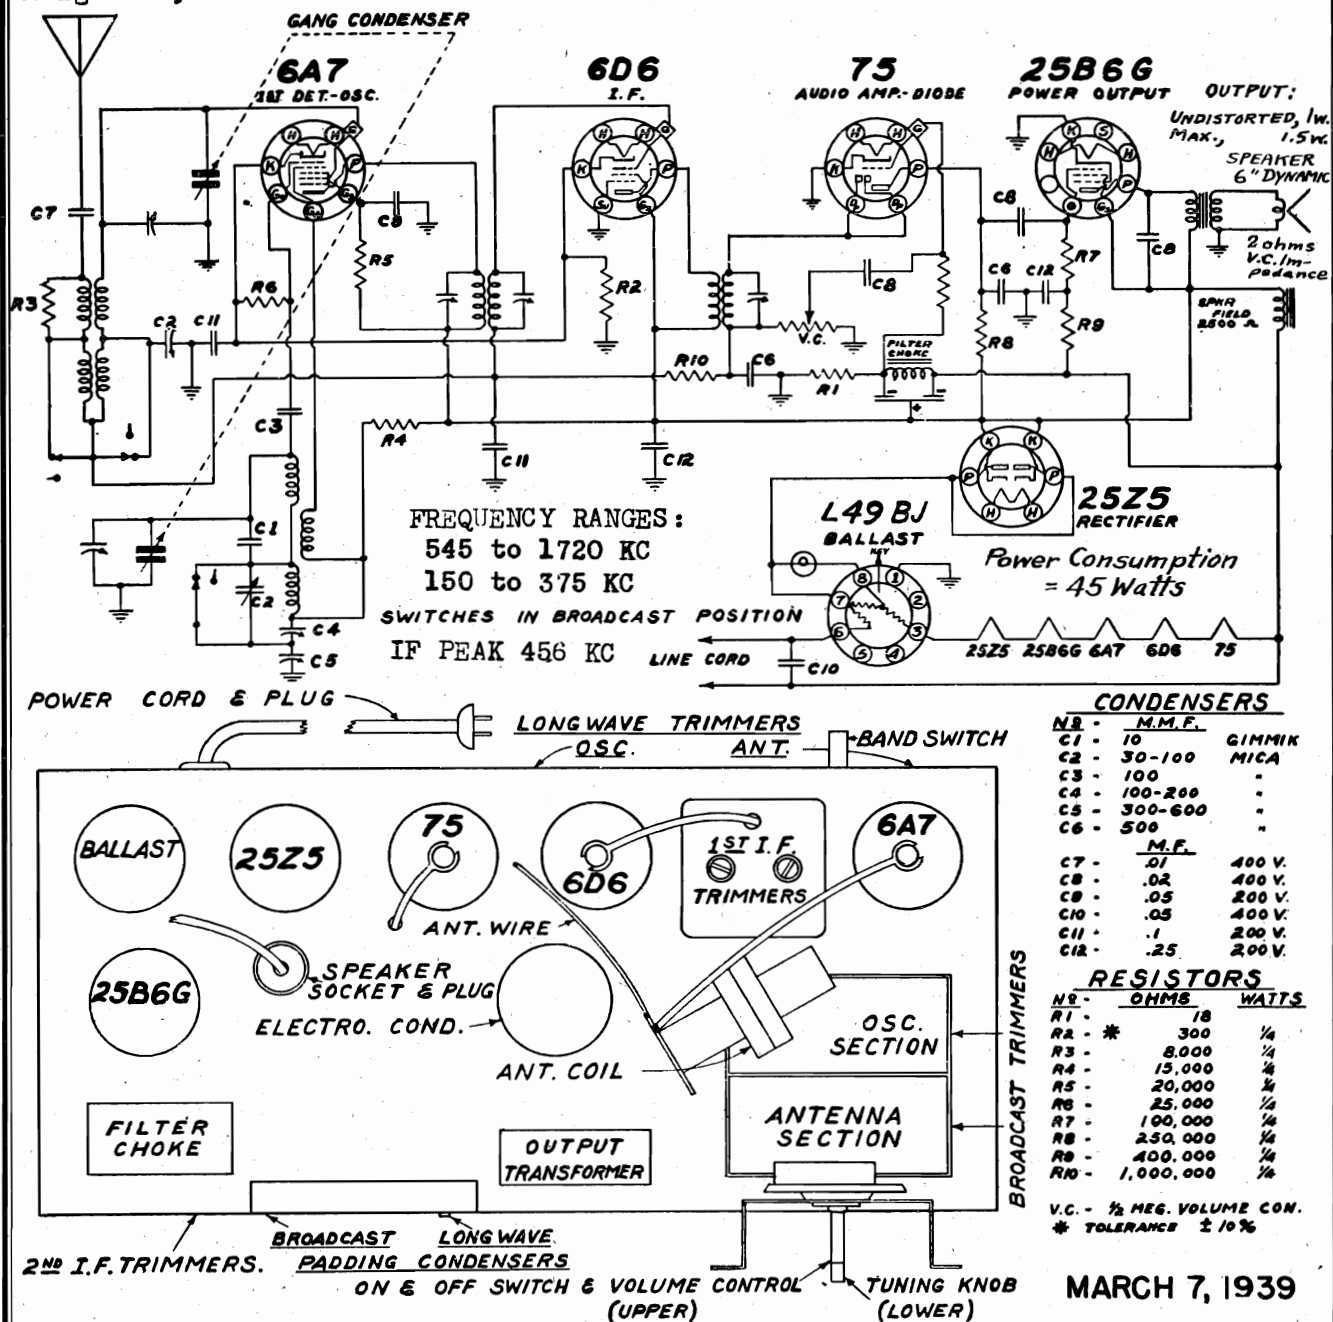 GANG CONDENSER
6A7
1ST DET.-OSC.
6D6
I.F.
75
AUDIO AMP.-DIODE
25B6G
POWER OUTPUT
OUTPUT:
UNDISTORTED, 1w.
MAX., 1.5w.
SPEAKER
6" DYNAMIC
2 ohms
V.C. Im-
pedance
C7
R3
C2
C11
R6
R5
C9
R2
C8
V.C.
C8
C6
C12
R7
R8
R9
C8
SPKR
FIELD
2500 Ω
FILTER
CHOKE
R10
C6
R1
C3
R4
C11
C12
C1
C2
C4
C5
FREQUENCY RANGES:
545 to 1720 KC
150 to 375 KC
SWITCHES IN BROADCAST POSITION
IF PEAK 456 KC
L49BJ
BALLAST
KEY
8
1
7
2
6
3
5
4
25Z5
RECTIFIER
Power Consumption
= 45 Watts
LINE CORD
C10
25Z5 25B6G 6A7 6D6 75
POWER CORD & PLUG
LONG WAVE TRIMMERS
OSC. ANT.
BAND SWITCH
BALLAST
25Z5
75
6D6
1ST I.F.
TRIMMERS
6A7
ANT. WIRE
25B6G
SPEAKER
SOCKET & PLUG
ELECTRO. COND.
ANT. COIL
OSC.
SECTION
ANTENNA
SECTION
BROADCAST TRIMMERS
FILTER
CHOKE
OUTPUT
TRANSFORMER
BROADCAST LONG WAVE
PADDING CONDENSERS
2ND I.F. TRIMMERS.
ON & OFF SWITCH & VOLUME CONTROL
(UPPER)
TUNING KNOB
(LOWER)
CONDENSERS
Nº - M.M.F.
C1 - 10 GIMMIK
C2 - 30-100 MICA
C3 - 100 "
C4 - 100-200 "
C5 - 300-600 "
C6 - 500 "
M.F.
C7 - .01 400 V.
C8 - .02 400 V.
C9 - .05 200 V.
C10 - .05 400 V.
C11 - .1 200 V.
C12 - .25 200 V.
RESISTORS
Nº - OHMS WATTS
R1 - 18
R2 - * 300 ¼
R3 - 8,000 ¼
R4 - 15,000 ¼
R5 - 20,000 ¼
R6 - 25,000 ¼
R7 - 100,000 ¼
R8 - 250,000 ¼
R9 - 400,000 ¼
R10 - 1,000,000 ¼
V.C. - ½ MEG. VOLUME CON.
* TOLERANCE ± 10%
MARCH 7, 1939